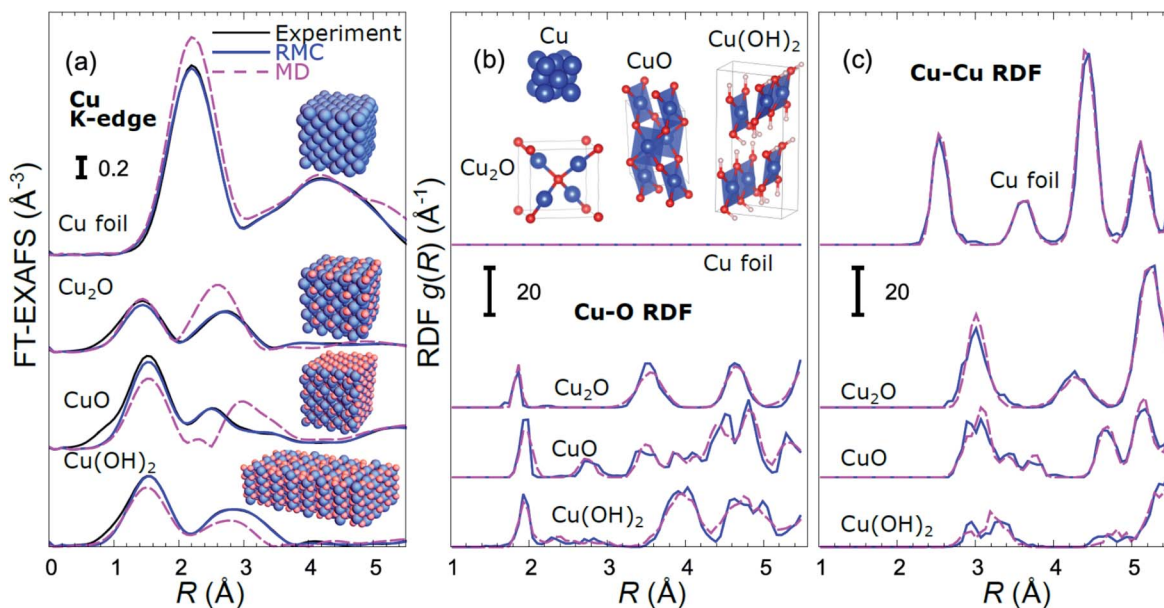 (a)
Experiment
RMC
MD
Cu
K-edge
0.2
Cu foil
Cu₂O
CuO
Cu(OH)₂
FT-EXAFS (Å⁻³)
0 1 2 3 4 5
R (Å)
(b)
Cu
CuO
Cu(OH)₂
Cu₂O
Cu foil
20
Cu-O RDF
Cu₂O
CuO
Cu(OH)₂
RDF g(R) (Å⁻¹)
1 2 3 4 5
R (Å)
(c)
Cu-Cu RDF
Cu foil
20
Cu₂O
CuO
Cu(OH)₂
1 2 3 4 5
R (Å)